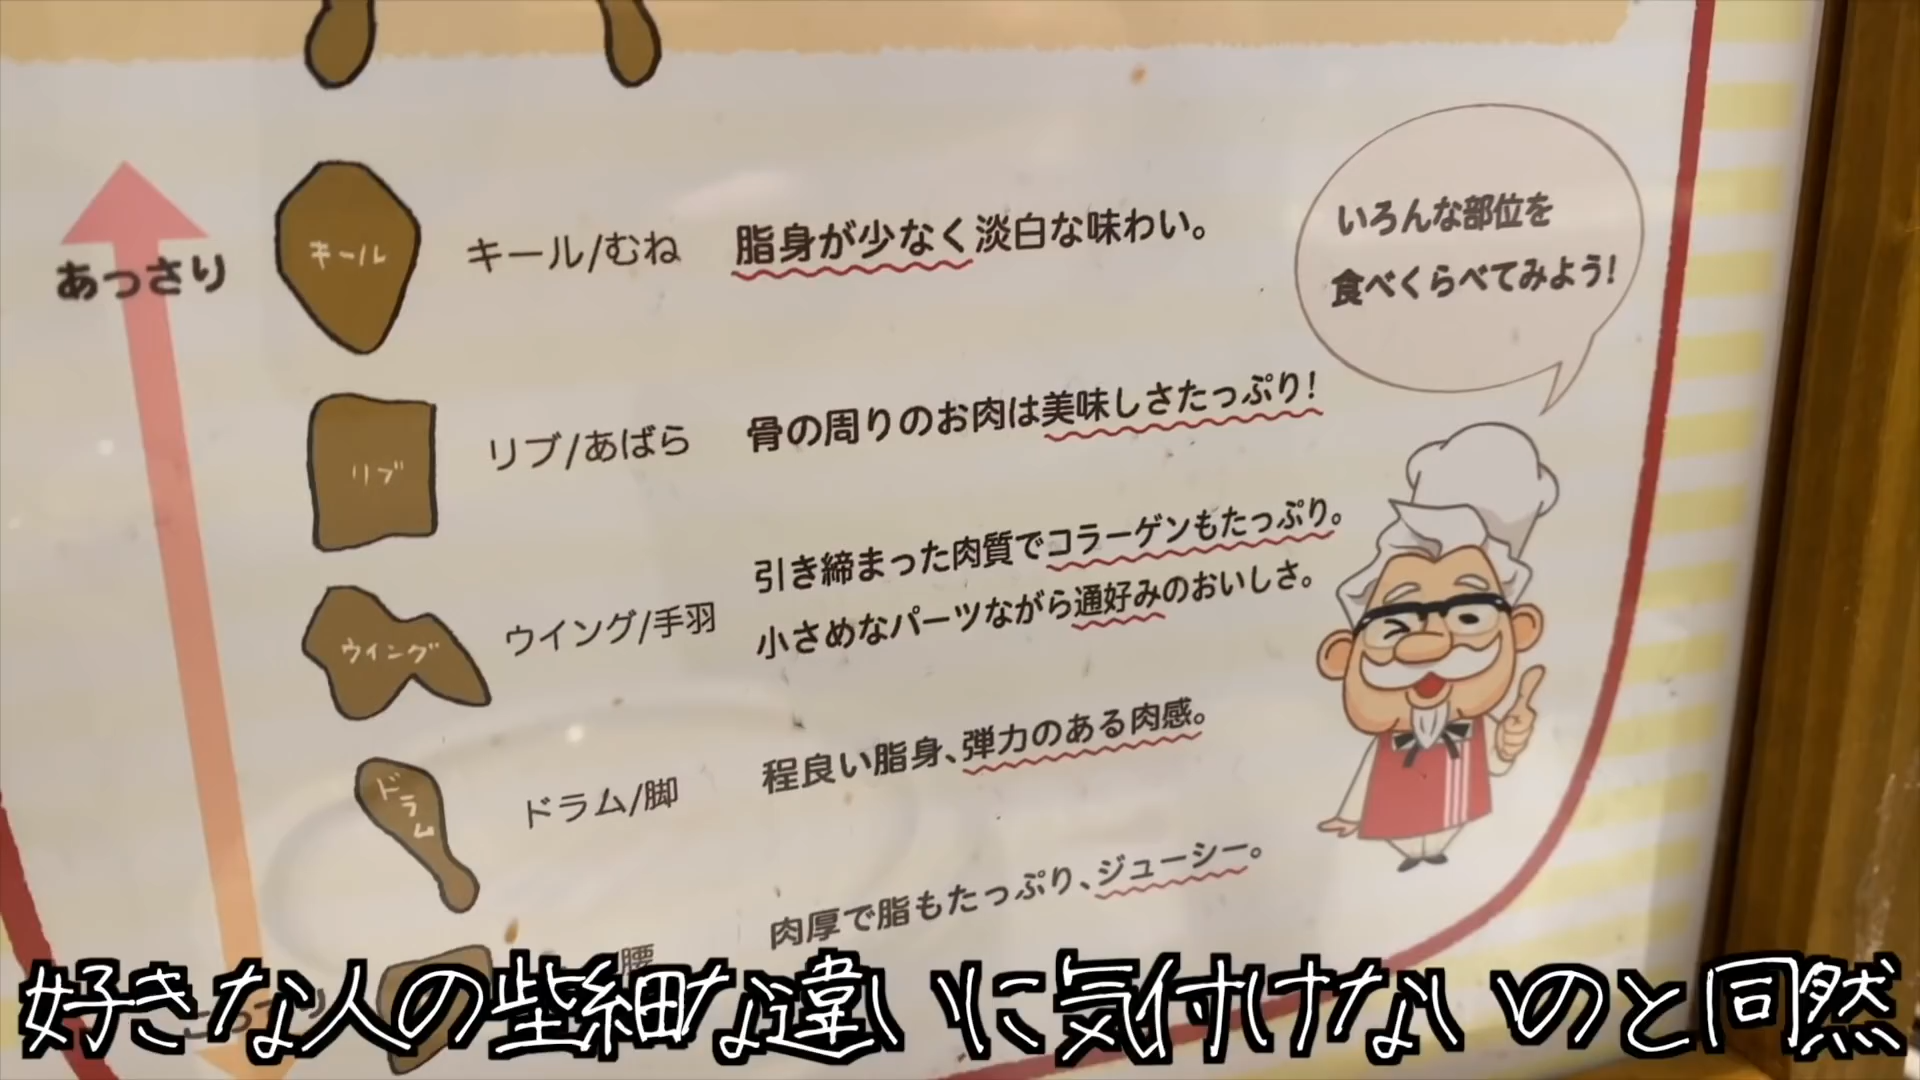 あっさり
キール
キール/むね
脂身が少なく淡白な味わい。
いろんな部位を
食べくらべてみよう!
リブ
リブ/あばら
骨の周りのお肉は美味しさたっぷり!
ウイング
ウイング/手羽
引き締まった肉質でコラーゲンもたっぷり。
小さめなパーツながら通好みのおいしさ。
ドラム
ドラム/脚
程良い脂身、弾力のある肉感。
腰
肉厚で脂もたっぷり、ジューシー。
好きな人の些細な違いに気付けないのと同然